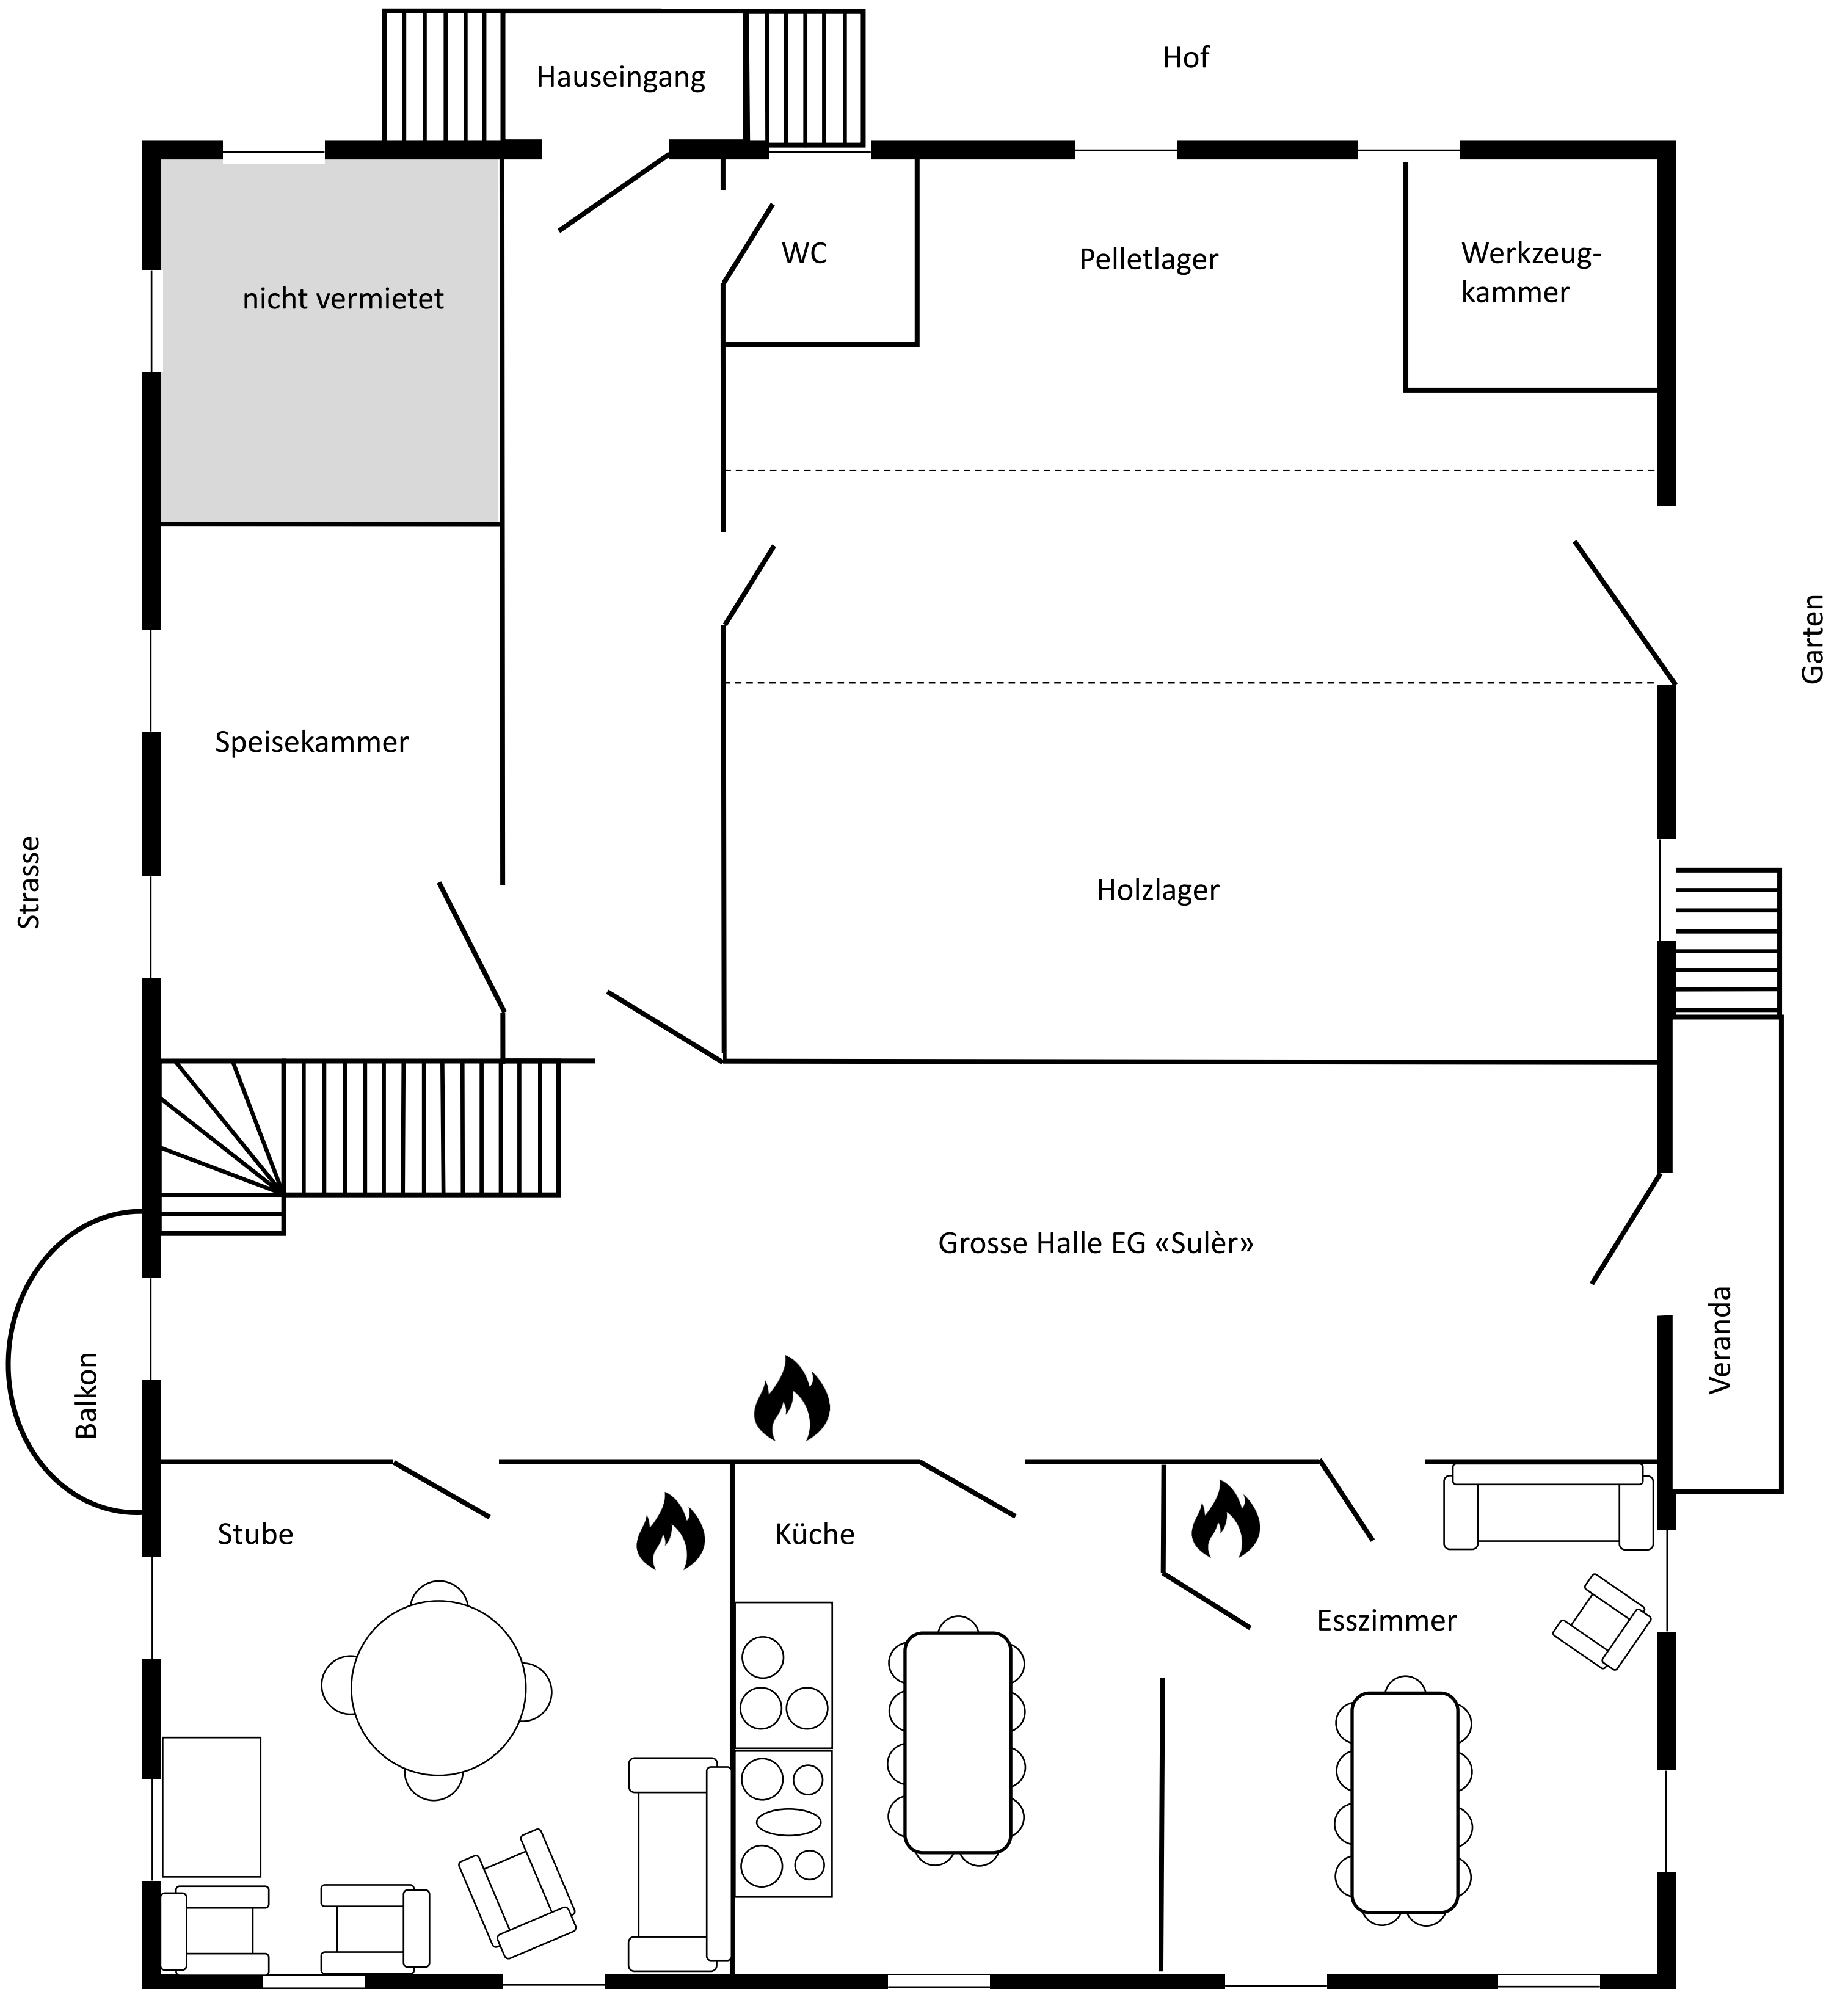 Hof
Hauseingang
WC
Pelletlager
Werkzeug-
kammer
nicht vermietet
Garten
Speisekammer
Strasse
Holzlager
Grosse Halle EG «Sulèr»
Veranda
Balkon
Stube
Küche
Esszimmer